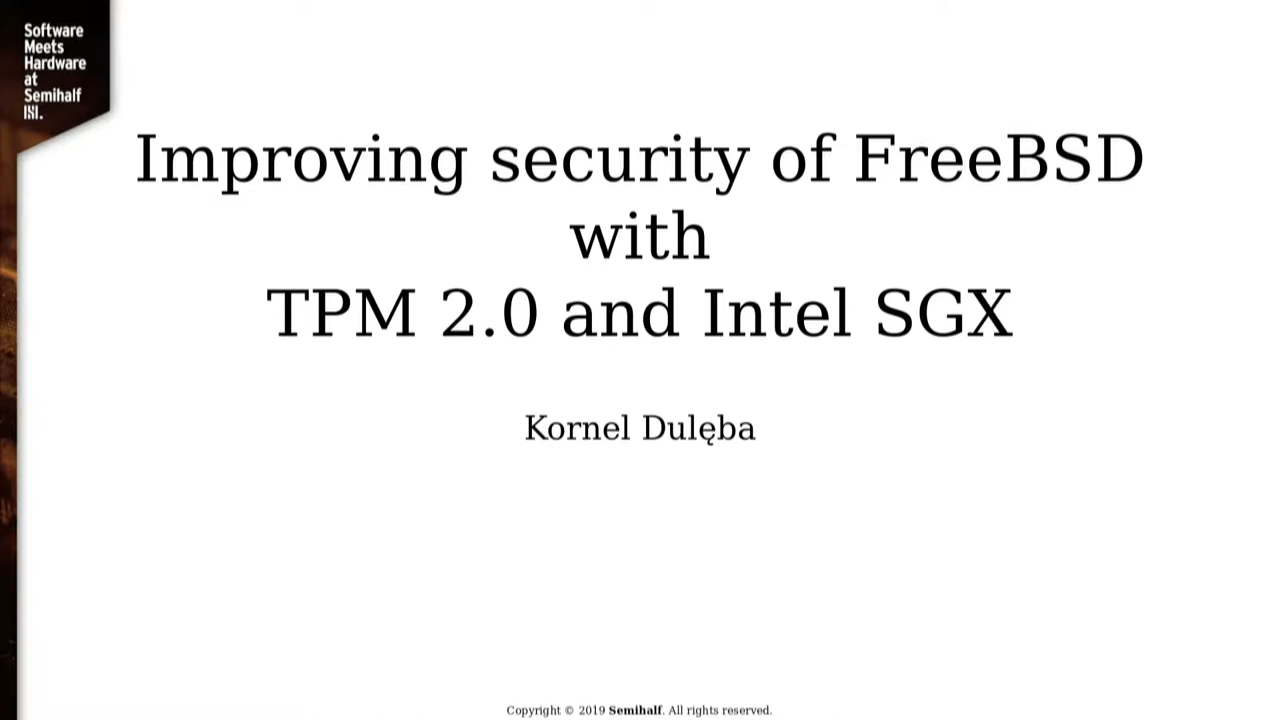 Software
Meets
Hardware
at
Semihalf
Improving security of FreeBSD
with
TPM 2.0 and Intel SGX
Kornel Dulęba
Copyright © 2019 Semihalf. All rights reserved.